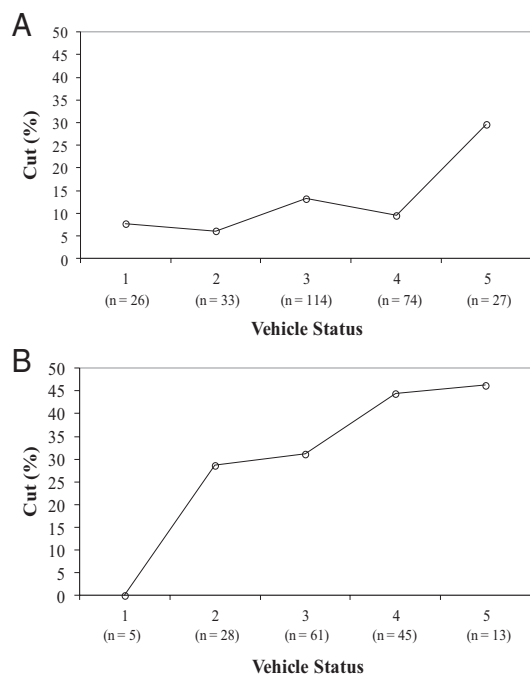 A
50
45
40
35
30
25
20
15
10
5
0
Cut (%)
1 2 3 4 5
(n = 26) (n = 33) (n = 114) (n = 74) (n = 27)
Vehicle Status
B
50
45
40
35
30
25
20
15
10
5
0
Cut (%)
1 2 3 4 5
(n = 5) (n = 28) (n = 61) (n = 45) (n = 13)
Vehicle Status